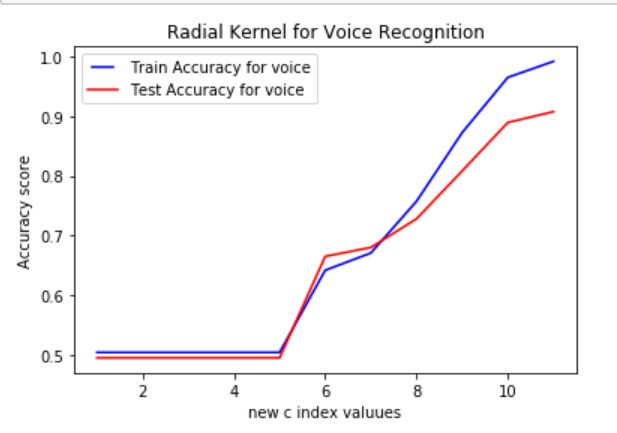 Radial Kernel for Voice Recognition
Train Accuracy for voice
Test Accuracy for voice
Accuracy score
1.0
0.9
0.8
0.7
0.6
0.5
2 4 6 8 10
new c index valuues